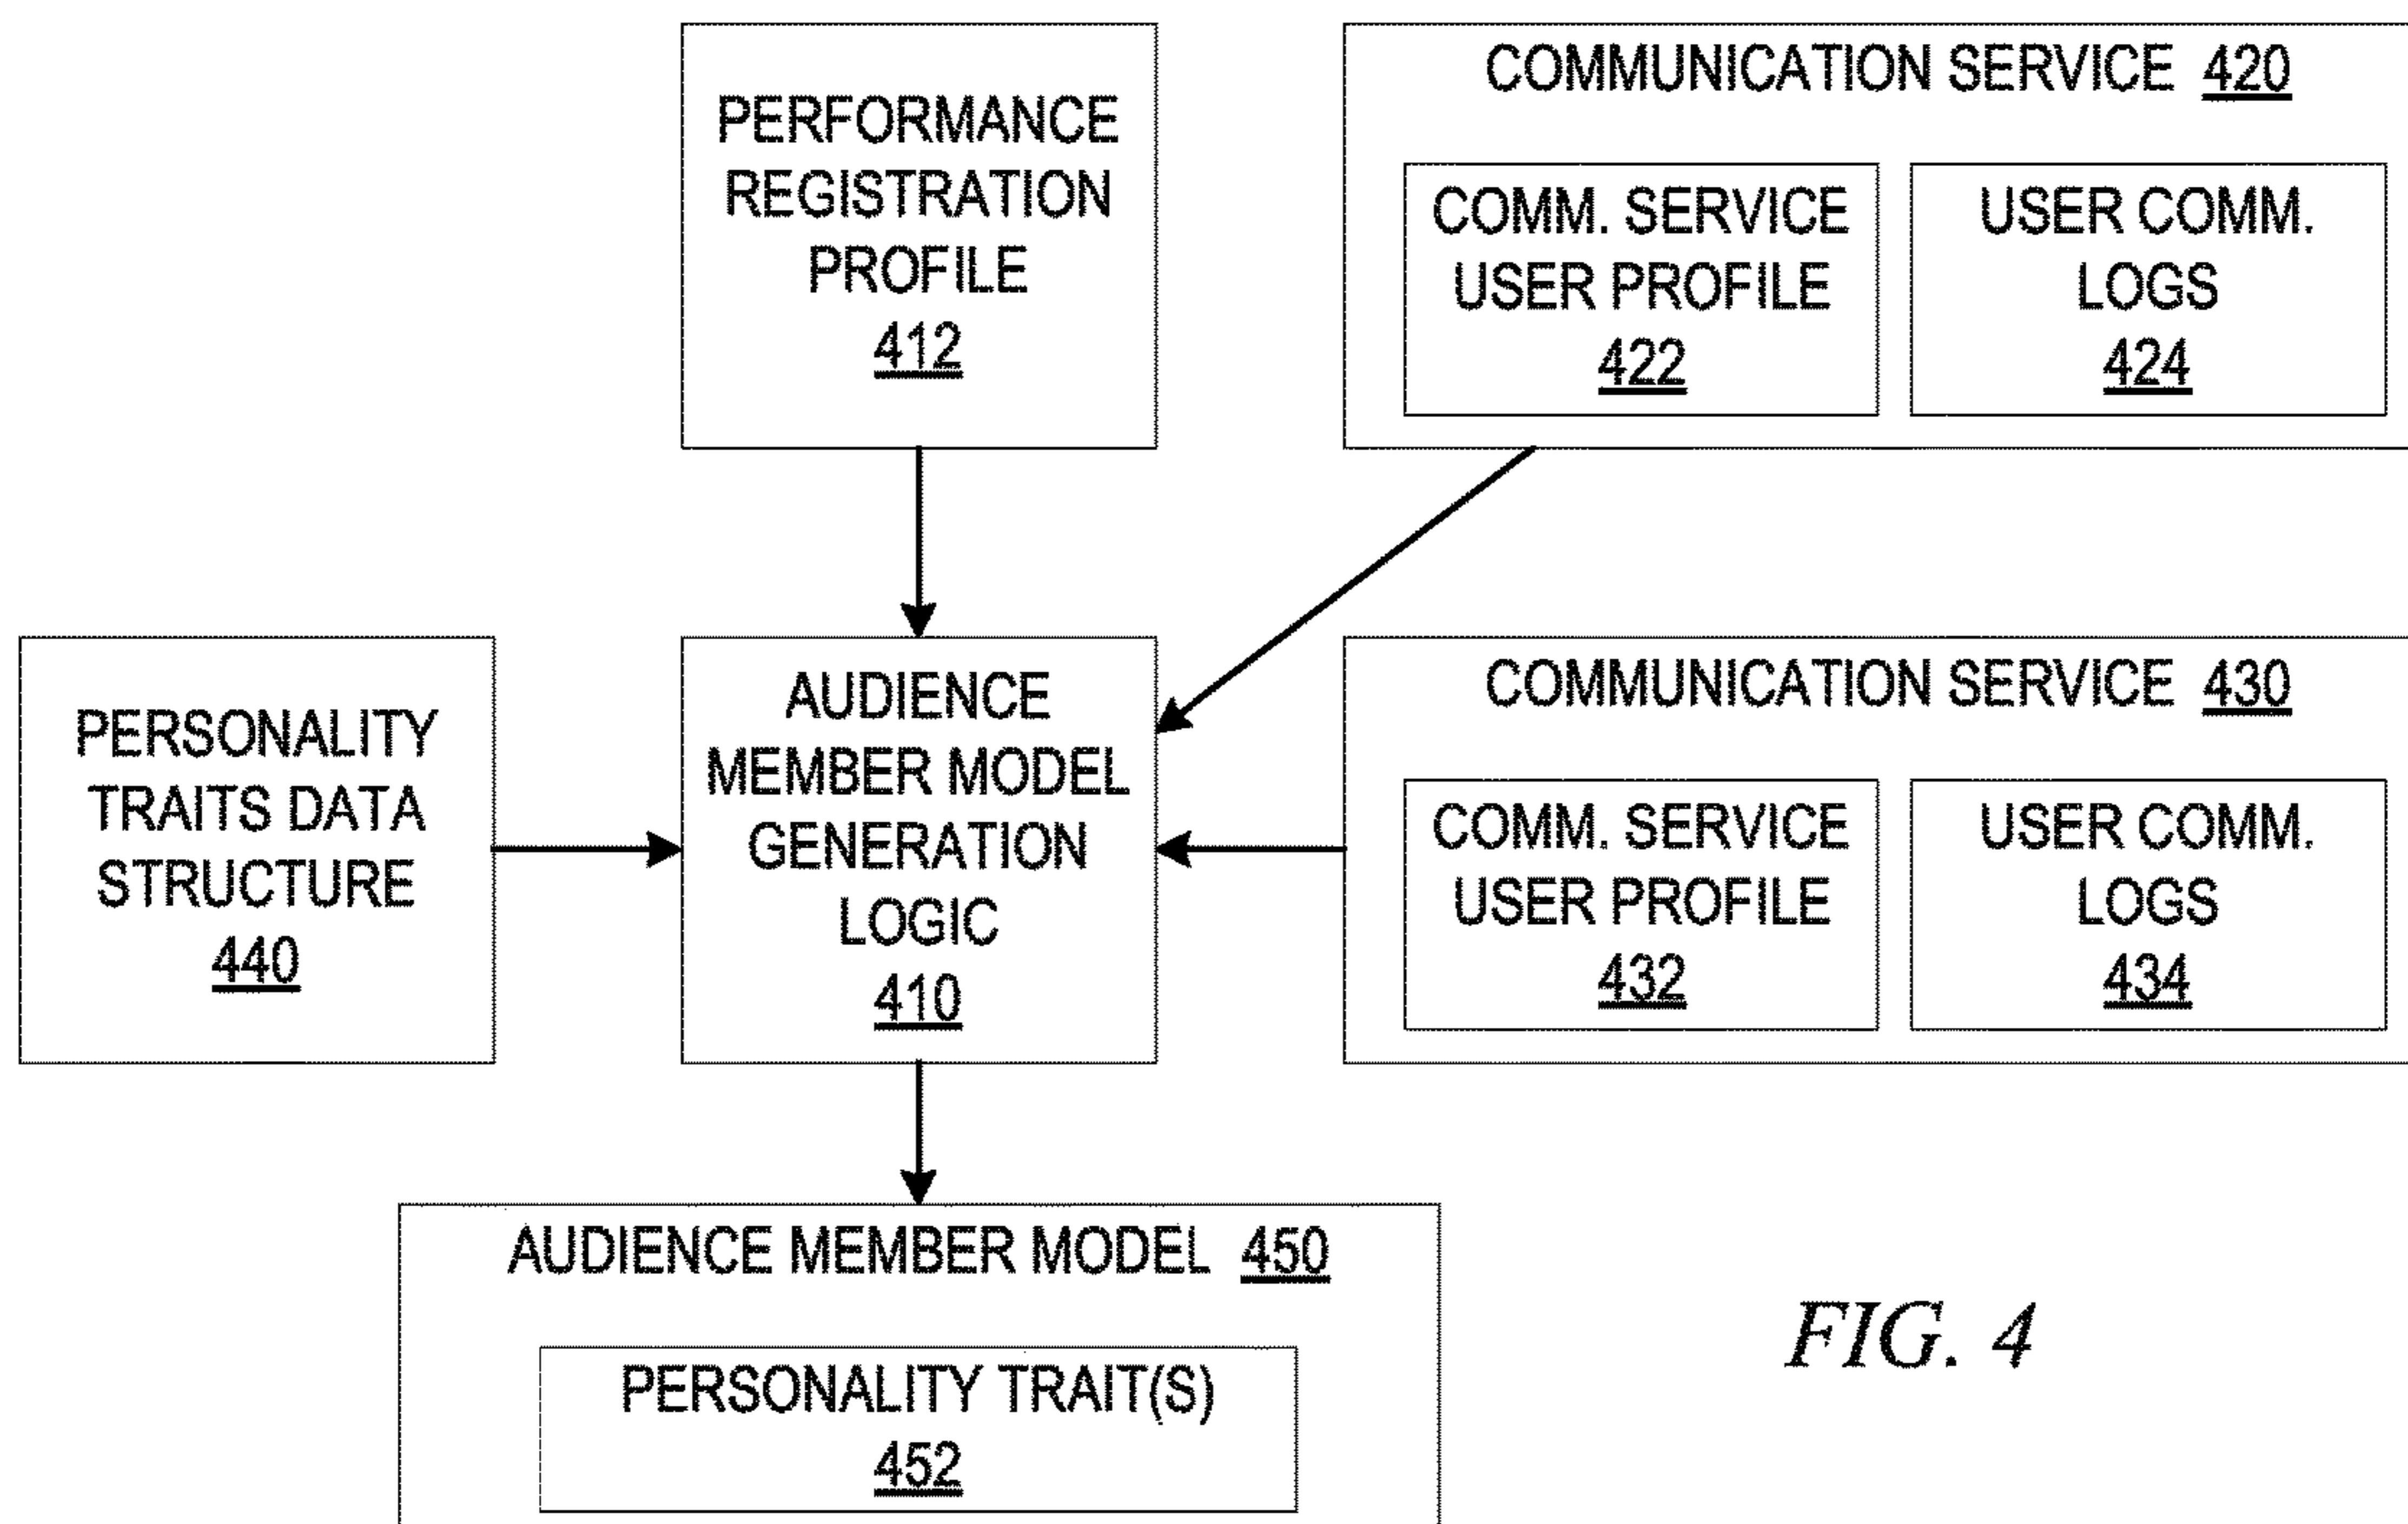 PERFORMANCE
REGISTRATION
PROFILE
412
COMMUNICATION SERVICE 420
COMM. SERVICE
USER PROFILE
422
USER COMM.
LOGS
424
PERSONALITY
TRAITS DATA
STRUCTURE
440
AUDIENCE
MEMBER MODEL
GENERATION
LOGIC
410
COMMUNICATION SERVICE 430
COMM. SERVICE
USER PROFILE
432
USER COMM.
LOGS
434
AUDIENCE MEMBER MODEL 450
PERSONALITY TRAIT(S)
452
FIG. 4